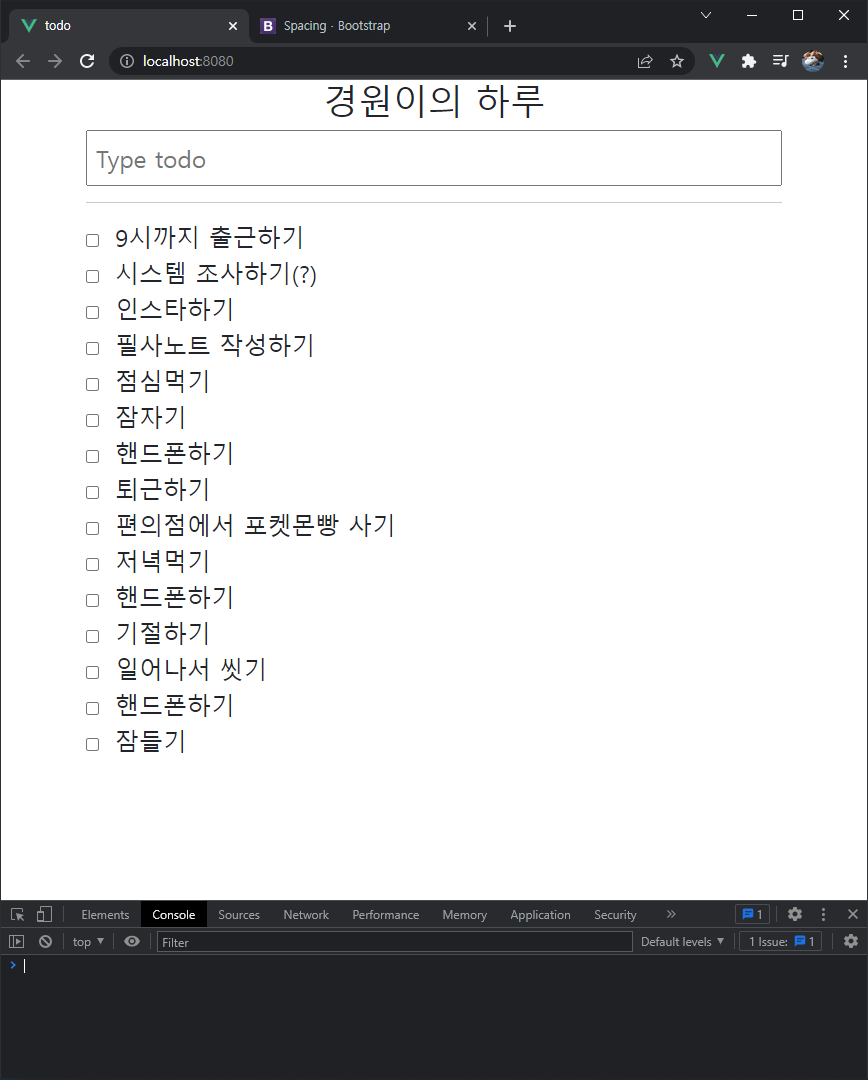 todo
Spacing · Bootstrap
localhost:8080
경원이의 하루
Type todo
9시까지 출근하기
시스템 조사하기(?)
인스타하기
필사노트 작성하기
점심먹기
잠자기
핸드폰하기
퇴근하기
편의점에서 포켓몬빵 사기
저녁먹기
핸드폰하기
기절하기
일어나서 씻기
핸드폰하기
잠들기
Elements Console Sources Network Performance Memory Application Security » 1
top ▼ Filter Default levels ▼ 1 Issue: 1
>